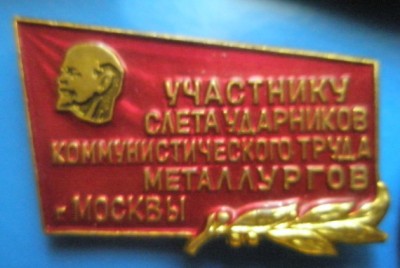 УЧАСТНИКУ
СЛЕТА УДАРНИКОВ
КОММУНИСТИЧЕСКОГО ТРУДА
МЕТАЛЛУРГОВ
г МОСКВЫ